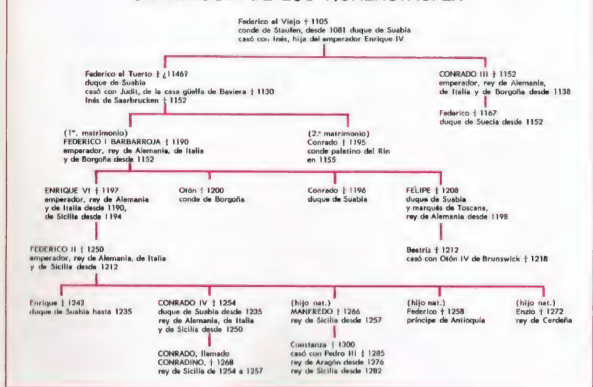 Federico el Viejo † 1105
conde de Staufen, desde 1081 duque de Suabia
casó con Inés, hija del emperador Enrique IV
Federico el Tuerto † ¿1146?
duque de Suabia
casó con Judit, de la casa güelfa de Baviera † 1130
Inés de Saarbrucken † 1152
CONRADO III † 1152
emperador, rey de Alemania,
de Italia y de Borgoña desde 1138
Federico † 1167
duque de Suecia desde 1152
(1er. matrimonio)
FEDERICO I BARBARROJA † 1190
emperador, rey de Alemania, de Italia
y de Borgoña desde 1152
(2.º matrimonio)
Conrado † 1195
conde palatino del Rin
en 1155
ENRIQUE VI † 1197
emperador, rey de Alemania
y de Italia desde 1190,
de Sicilia desde 1194
Otón † 1200
conde de Borgoña
Conrado † 1196
duque de Suabia
FELIPE † 1208
duque de Suabia
y marqués de Toscana,
rey de Alemania desde 1198
FEDERICO II † 1250
emperador, rey de Alemania, de Italia
y de Sicilia desde 1212
Beatriz † 1212
casó con Otón IV de Brunswick † 1218
Enrique † 1242
duque de Suabia hasta 1235
CONRADO IV † 1254
duque de Suabia desde 1235
rey de Alemania, de Italia
y de Sicilia desde 1250
(hijo nat.)
MANFREDO † 1266
rey de Sicilia desde 1257
(hijo nat.)
Federico † 1258
príncipe de Antioquía
(hijo nat.)
Enzio † 1272
rey de Cerdeña
CONRADO, llamado
CONRADINO, † 1268
rey de Sicilia de 1254 a 1257
Constanza † 1300
casó con Pedro III † 1285
rey de Aragón desde 1276
rey de Sicilia desde 1282